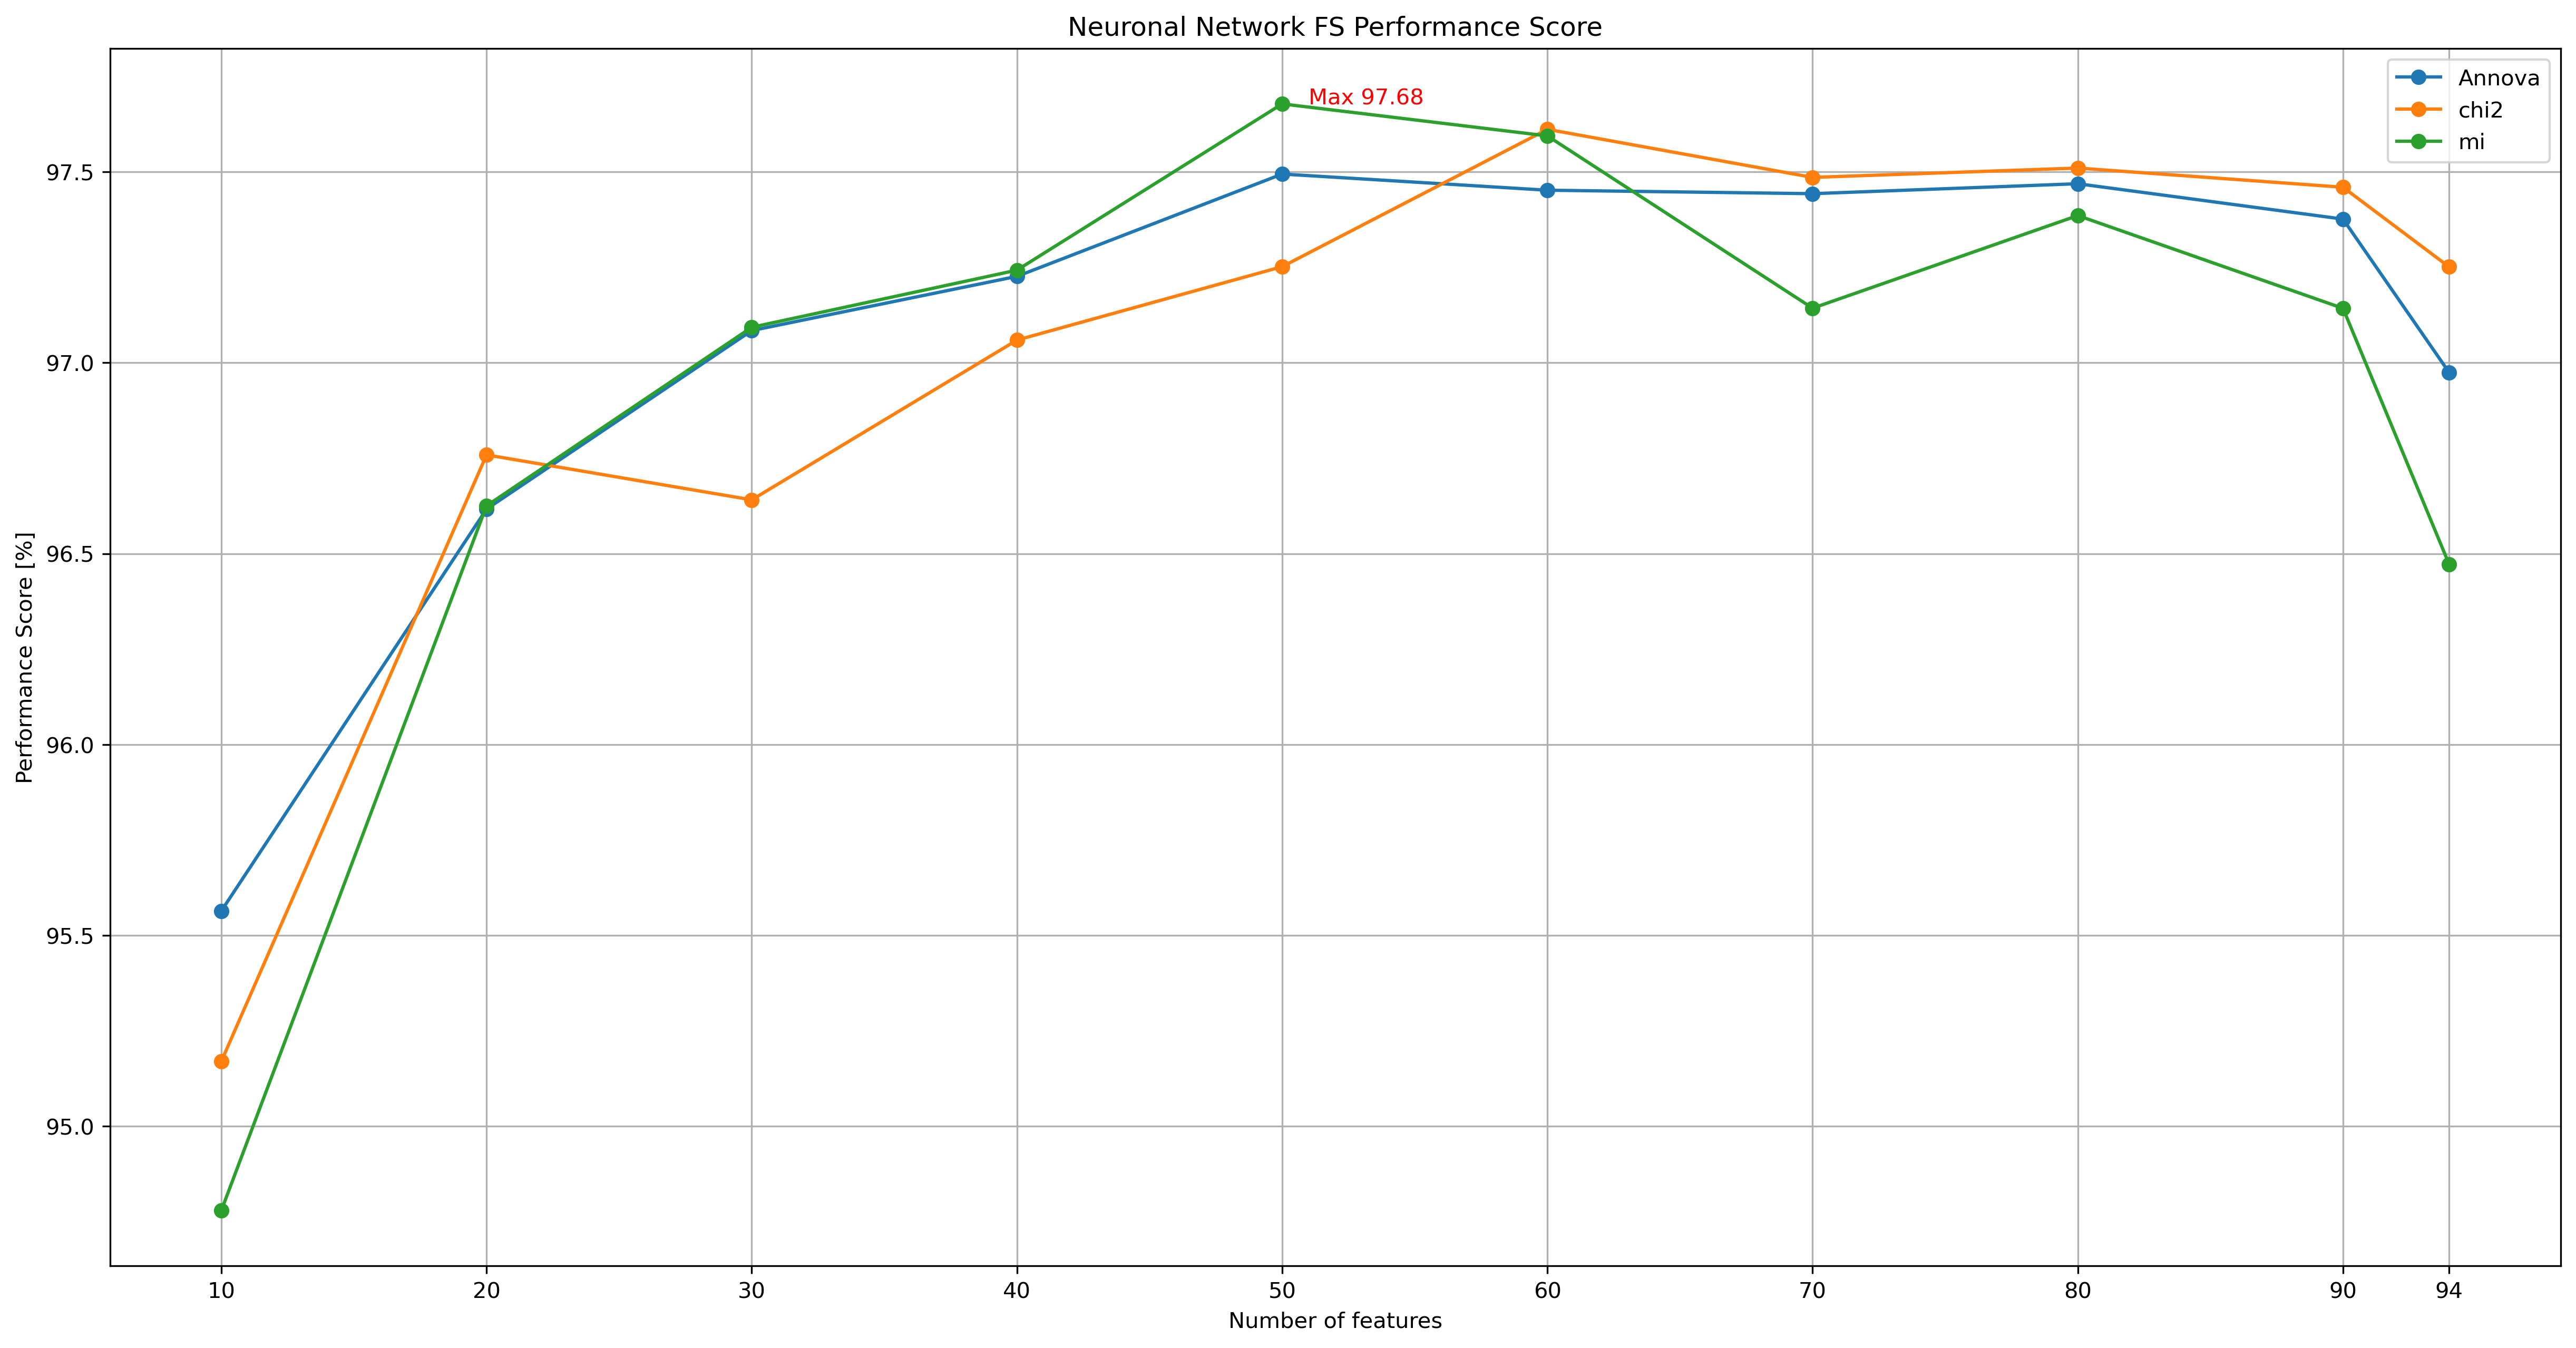 Neuronal Network FS Performance Score
Annova
chi2
mi
Max 97.68
Performance Score [%]
97.5
97.0
96.5
96.0
95.5
95.0
10 20 30 40 50 60 70 80 90 94
Number of features